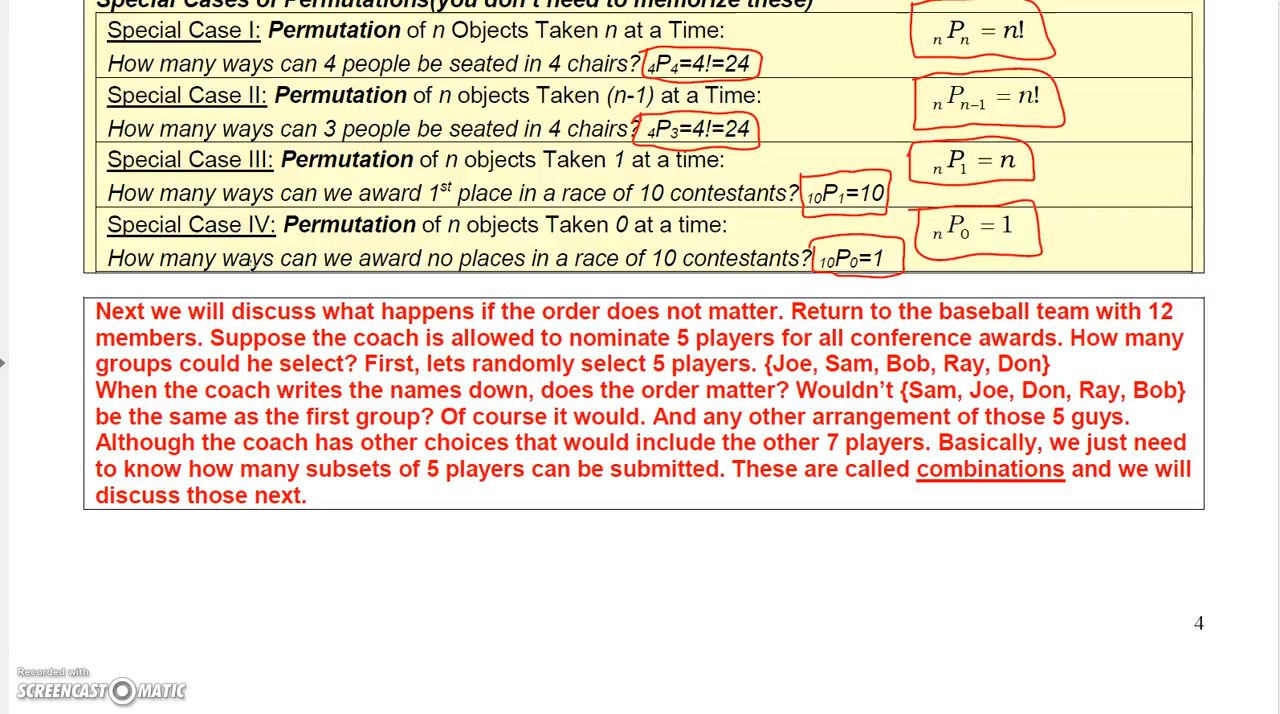 Special Cases of Permutations(you don't need to memorize these)
Special Case I: Permutation of n Objects Taken n at a Time: nPn = n!
How many ways can 4 people be seated in 4 chairs? 4P4=4!=24
Special Case II: Permutation of n objects Taken (n-1) at a Time: nPn−1 = n!
How many ways can 3 people be seated in 4 chairs? 4P3=4!=24
Special Case III: Permutation of n objects Taken 1 at a time: nP1 = n
How many ways can we award 1st place in a race of 10 contestants? 10P1=10
Special Case IV: Permutation of n objects Taken 0 at a time: nP0 = 1
How many ways can we award no places in a race of 10 contestants? 10P0=1
Next we will discuss what happens if the order does not matter. Return to the baseball team with 12
members. Suppose the coach is allowed to nominate 5 players for all conference awards. How many
groups could he select? First, lets randomly select 5 players. {Joe, Sam, Bob, Ray, Don}
When the coach writes the names down, does the order matter? Wouldn't {Sam, Joe, Don, Ray, Bob}
be the same as the first group? Of course it would. And any other arrangement of those 5 guys.
Although the coach has other choices that would include the other 7 players. Basically, we just need
to know how many subsets of 5 players can be submitted. These are called combinations and we will
discuss those next.
4
Recorded with
SCREENCAST-O-MATIC